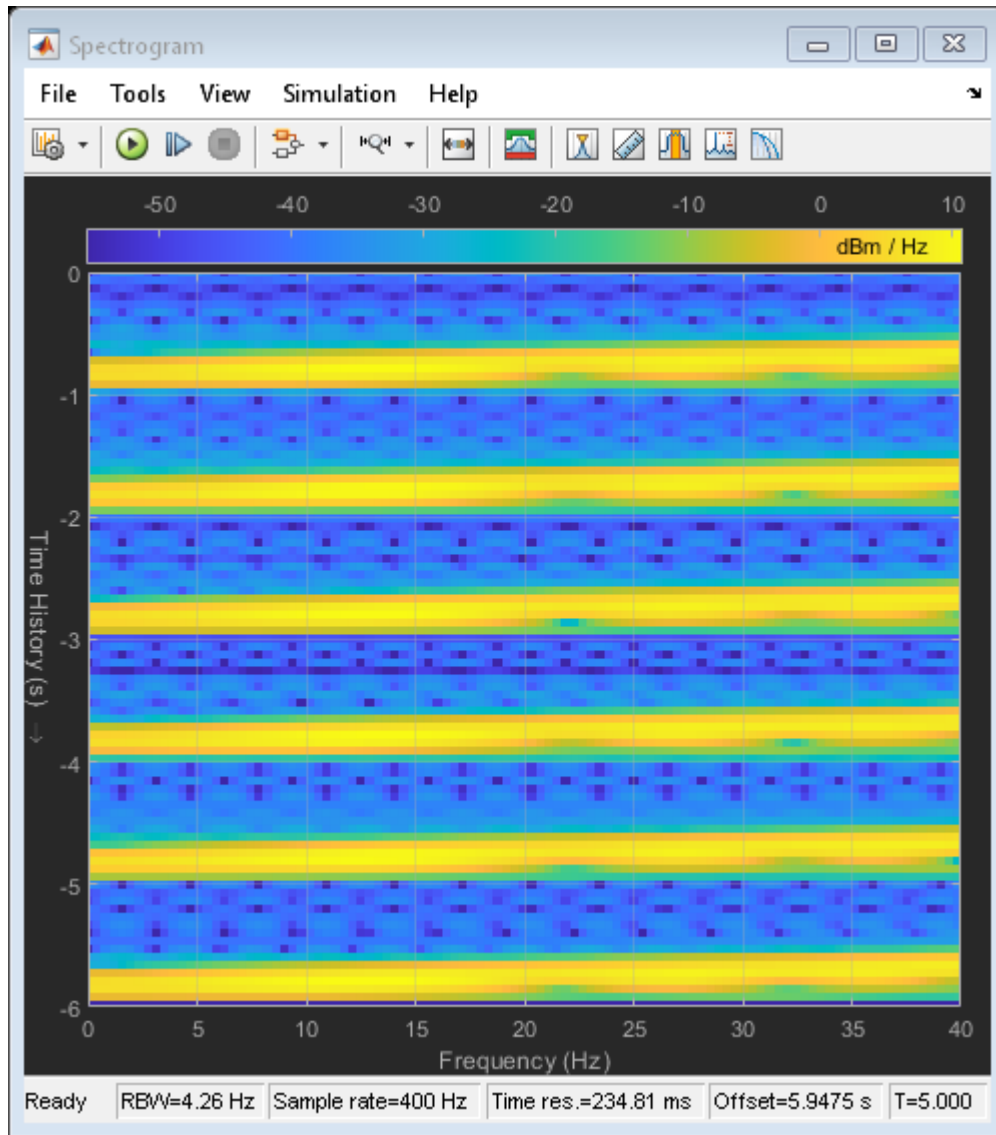 Spectrogram
File Tools View Simulation Help
-50 -40 -30 -20 -10 0 10
dBm / Hz
0
-1
-2
-3
-4
-5
-6
Time History (s) →
0 5 10 15 20 25 30 35 40
Frequency (Hz)
Ready RBW=4.26 Hz Sample rate=400 Hz Time res.=234.81 ms Offset=5.9475 s T=5.000